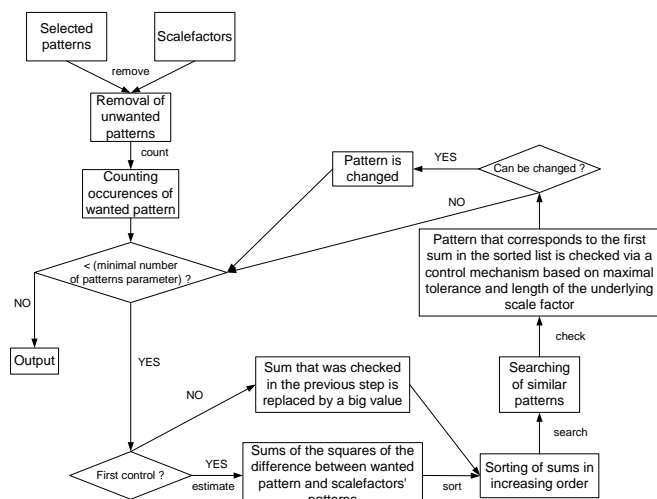 Selected
patterns
Scalefactors
remove
Removal of
unwanted
patterns
count
Counting
occurences of
wanted pattern
Pattern is
changed
YES
Can be changed ?
NO
< (minimal number
of patterns parameter) ?
NO
Output
YES
Pattern that corresponds to the first
sum in the sorted list is checked via a
control mechanism based on maximal
tolerance and length of the underlying
scale factor
check
Searching
of similar
patterns
search
NO
Sum that was checked
in the previous step is
replaced by a big value
First control ?
YES
estimate
Sums of the squares of the
difference between wanted
pattern and scalefactors'
patterns
sort
Sorting of sums in
increasing order